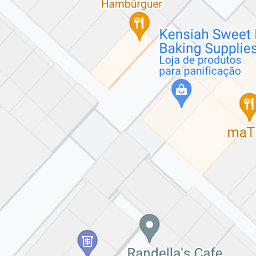 Hambúrguer
Kensiah Sweet
Baking Supplies
Loja de produtos
para panificação
maT
Randella's Cafe